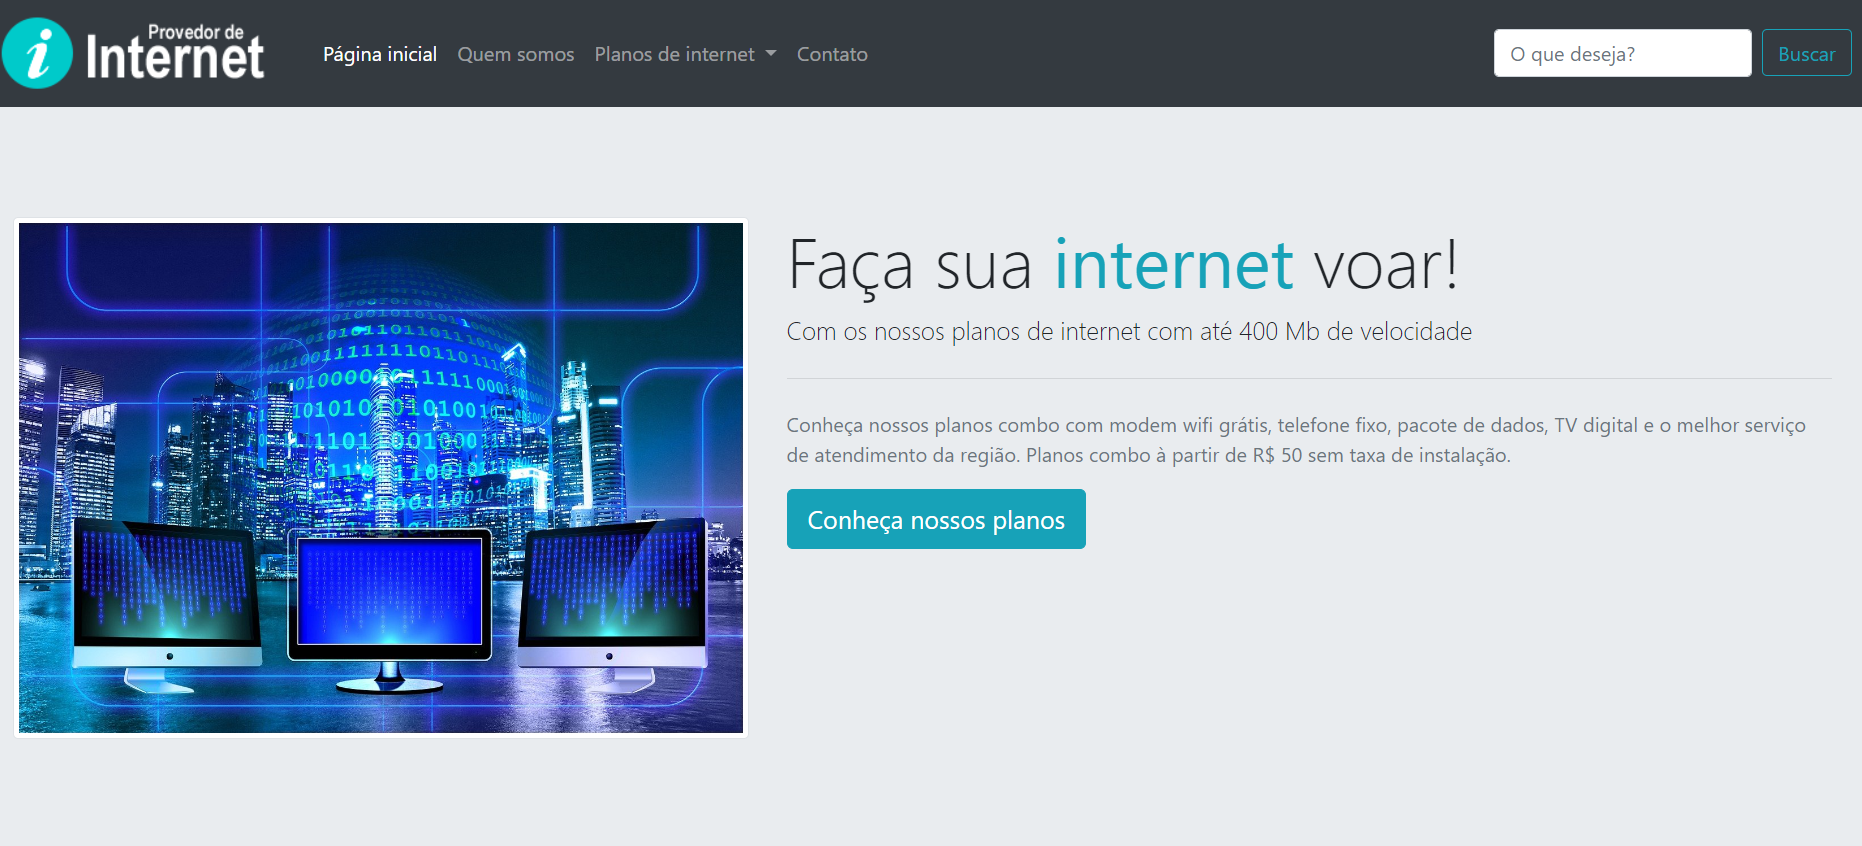 Provedor de
Internet
Página inicial
Quem somos
Planos de internet
Contato
O que deseja?
Buscar
Faça sua internet voar!
Com os nossos planos de internet com até 400 Mb de velocidade
Conheça nossos planos combo com modem wifi grátis, telefone fixo, pacote de dados, TV digital e o melhor serviço
de atendimento da região. Planos combo à partir de R$ 50 sem taxa de instalação.
Conheça nossos planos